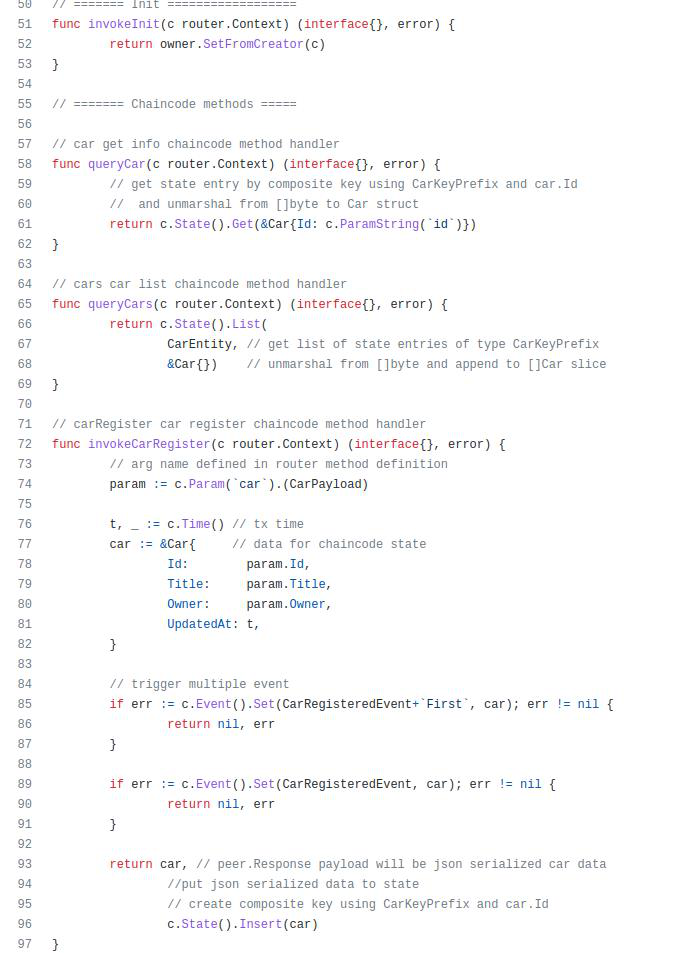 50 // ======= Init ==================
51 func invokeInit(c router.Context) (interface{}, error) {
52         return owner.SetFromCreator(c)
53 }
54
55 // ======= Chaincode methods =====
56
57 // car get info chaincode method handler
58 func queryCar(c router.Context) (interface{}, error) {
59         // get state entry by composite key using CarKeyPrefix and car.Id
60         //  and unmarshal from []byte to Car struct
61         return c.State().Get(&Car{Id: c.ParamString(`id`)})
62 }
63
64 // cars car list chaincode method handler
65 func queryCars(c router.Context) (interface{}, error) {
66         return c.State().List(
67                 CarEntity, // get list of state entries of type CarKeyPrefix
68                 &Car{})    // unmarshal from []byte and append to []Car slice
69 }
70
71 // carRegister car register chaincode method handler
72 func invokeCarRegister(c router.Context) (interface{}, error) {
73         // arg name defined in router method definition
74         param := c.Param(`car`).(CarPayload)
75
76         t, _ := c.Time() // tx time
77         car := &Car{     // data for chaincode state
78                 Id:        param.Id,
79                 Title:     param.Title,
80                 Owner:     param.Owner,
81                 UpdatedAt: t,
82         }
83
84         // trigger multiple event
85         if err := c.Event().Set(CarRegisteredEvent+`First`, car); err != nil {
86                 return nil, err
87         }
88
89         if err := c.Event().Set(CarRegisteredEvent, car); err != nil {
90                 return nil, err
91         }
92
93         return car, // peer.Response payload will be json serialized car data
94                 //put json serialized data to state
95                 // create composite key using CarKeyPrefix and car.Id
96                 c.State().Insert(car)
97 }